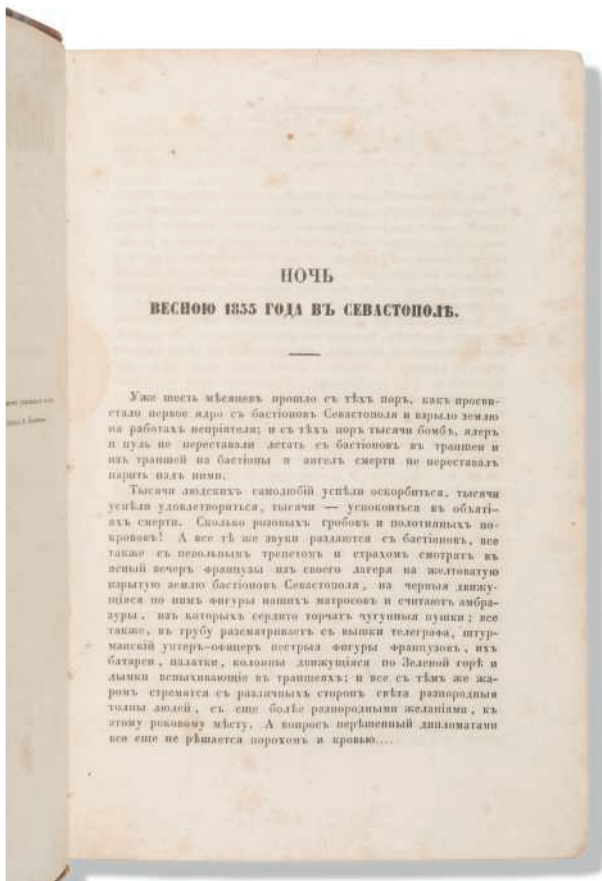 НОЧЬ
ВЕСНОЮ 1855 ГОДА ВЪ СЕВАСТОПОЛѢ.
Уже шесть мѣсяцевъ прошло съ тѣхъ поръ, какъ просви-
стало первое ядро съ бастіоновъ Севастополя и взрыло землю
на работахъ непріятеля; и съ тѣхъ поръ тысячи бомбъ, ядеръ
и пуль не переставали летать съ бастіоновъ въ траншеи и
изъ траншей на бастіоны и ангелъ смерти не переставалъ
парить надъ ними.
Тысячи людскихъ самолюбій успѣли оскорбиться, тысячи
успѣли удовлетвориться, тысячи — успокоиться въ объяті-
яхъ смерти. Сколько розовыхъ гробовъ и полотняныхъ по-
крововъ! А все тѣ же звуки раздаются съ бастіоновъ, все
также съ невольнымъ трепетомъ и страхомъ смотрятъ въ
ясный вечеръ французы изъ своего лагеря на желтоватую
взрытую землю бастіоновъ Севастополя, на черныя движу-
щіяся по нимъ фигуры нашихъ матросовъ и считаютъ амбра-
зуры, изъ которыхъ сердито торчатъ чугунныя пушки; все
также, въ трубу разсматриваетъ съ вышки телеграфа, штур-
манскій унтеръ-офицеръ пестрыя фигуры французовъ, ихъ
батареи, палатки, колонны движущіяся по Зеленой горѣ и
дымки вспыхивающіе въ траншеяхъ; и все съ тѣмъ же жа-
ромъ стремятся съ различныхъ сторонъ свѣта разнородныя
толпы людей, съ еще болѣе разнородными желаніями, къ
этому роковому мѣсту. А вопросъ нерѣшенный дипломатами
все еще не рѣшается порохомъ и кровью....